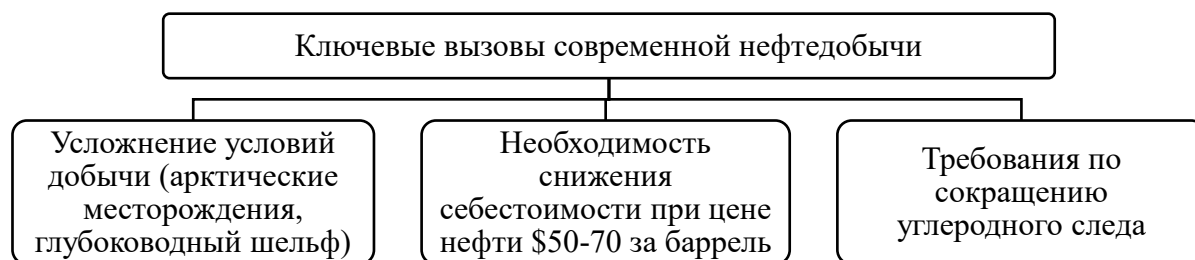 Ключевые вызовы современной нефтедобычи
Усложнение условий
добычи (арктические
месторождения,
глубоководный шельф)
Необходимость
снижения
себестоимости при цене
нефти $50-70 за баррель
Требования по
сокращению
углеродного следа